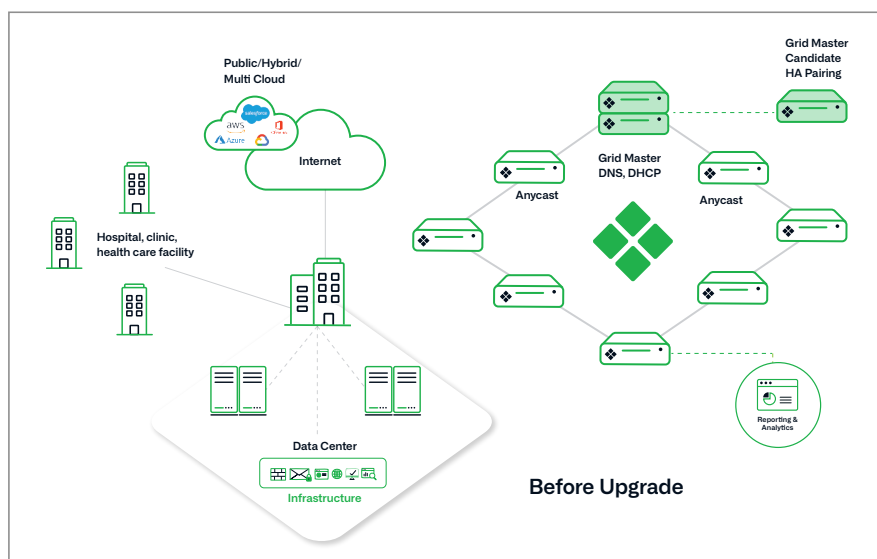 Public/Hybrid/
Multi Cloud
salesforce
aws
Azure
Internet
Hospital, clinic,
health care facility
Data Center
Infrastructure
Grid Master
Candidate
HA Pairing
Grid Master
DNS, DHCP
Anycast
Anycast
Reporting &
Analytics
Before Upgrade